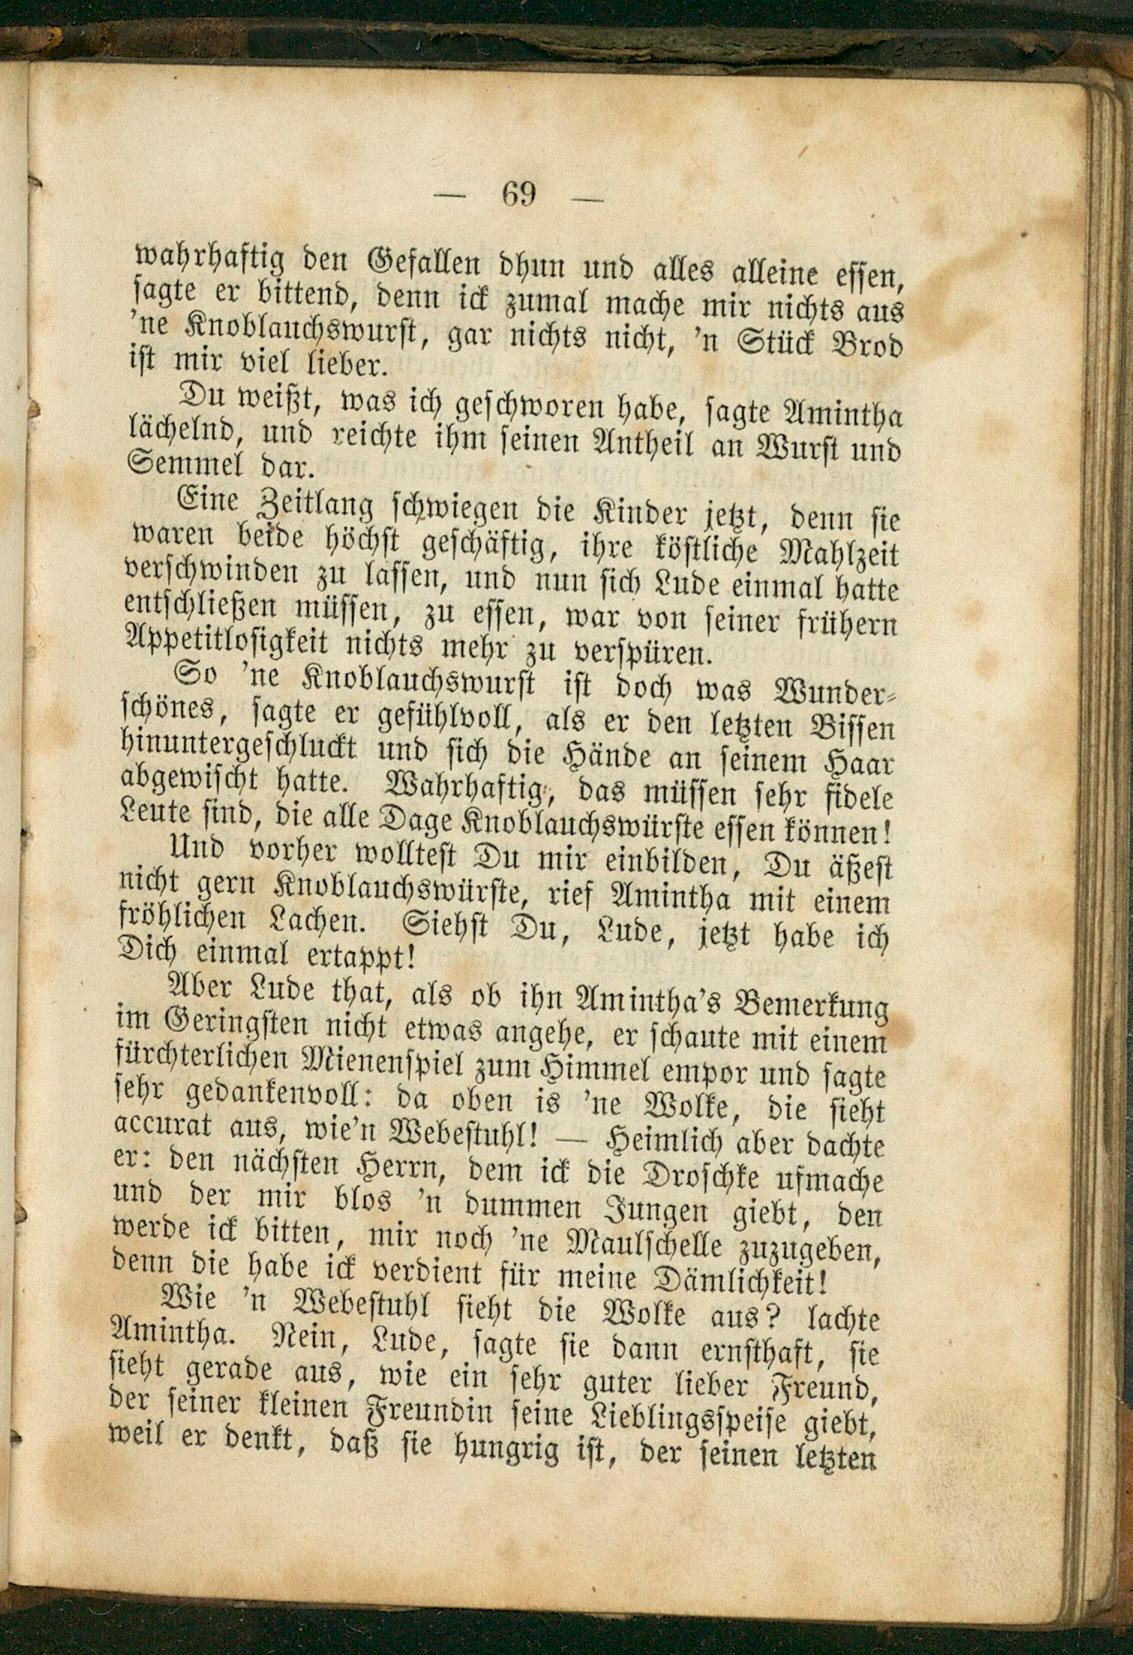 — 69 —
wahrhaftig den Gefallen dhun und alles alleine essen,
sagte er bittend, denn ick zumal mache mir nichts aus
'ne Knoblauchswurst, gar nichts nicht, 'n Stück Brod
ist mir viel lieber.
Du weißt, was ich geschworen habe, sagte Amintha
lächelnd, und reichte ihm seinen Antheil an Wurst und
Semmel dar.
Eine Zeitlang schwiegen die Kinder jetzt, denn sie
waren beide höchst geschäftig, ihre köstliche Mahlzeit
verschwinden zu lassen, und nun sich Lude einmal hatte
entschließen müssen, zu essen, war von seiner frühern
Appetitlosigkeit nichts mehr zu verspüren.
So 'ne Knoblauchswurst ist doch was Wunder-
schönes, sagte er gefühlvoll, als er den letzten Bissen
hinuntergeschluckt und sich die Hände an seinem Haar
abgewischt hatte. Wahrhaftig, das müssen sehr fidele
Leute sind, die alle Dage Knoblauchswürste essen können!
Und vorher wolltest Du mir einbilden, Du äßest
nicht gern Knoblauchswürste, rief Amintha mit einem
fröhlichen Lachen. Siehst Du, Lude, jetzt habe ich
Dich einmal ertappt!
Aber Lude that, als ob ihn Amintha's Bemerkung
im Geringsten nicht etwas angehe, er schaute mit einem
fürchterlichen Mienenspiel zum Himmel empor und sagte
sehr gedankenvoll: da oben is 'ne Wolke, die sieht
accurat aus, wie'n Webestuhl! — Heimlich aber dachte
er: den nächsten Herrn, dem ick die Droschke ufmache
und der mir blos 'n dummen Jungen giebt, den
werde ick bitten, mir noch 'ne Maulschelle zuzugeben,
denn die habe ick verdient für meine Dämlichkeit!
Wie 'n Webestuhl sieht die Wolke aus? lachte
Amintha. Nein, Lude, sagte sie dann ernsthaft, sie
sieht gerade aus, wie ein sehr guter lieber Freund,
der seiner kleinen Freundin seine Lieblingsspeise giebt,
weil er denkt, daß sie hungrig ist, der seinen letzten